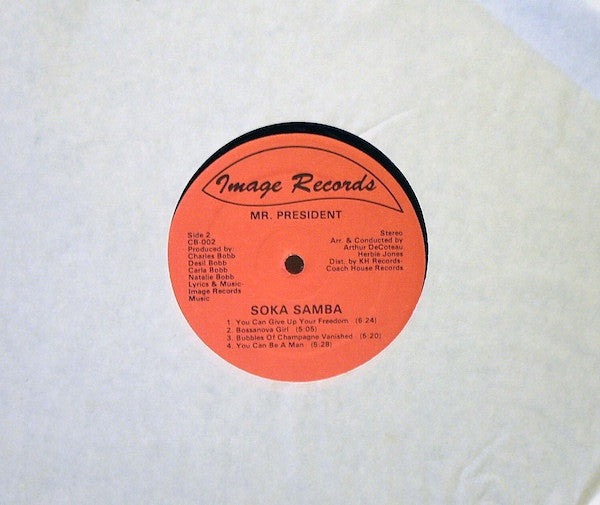 Image Records
MR. PRESIDENT
Side 2
CB-002
Produced by:
Charles Bobb
Desil Bobb
Carla Bobb
Natalie Bobb
Lyrics & Music-
Image Records
Music
Stereo
Arr. & Conducted by
Arthur DeCoteau
Herbie Jones
Dist. by KH Records-
Coach House Records
SOKA SAMBA
1. You Can Give Up Your Freedom (6:24)
2. Bossanova Girl (5:05)
3. Bubbles Of Champagne Vanished (5:20)
4. You Can Be A Man (5:28)